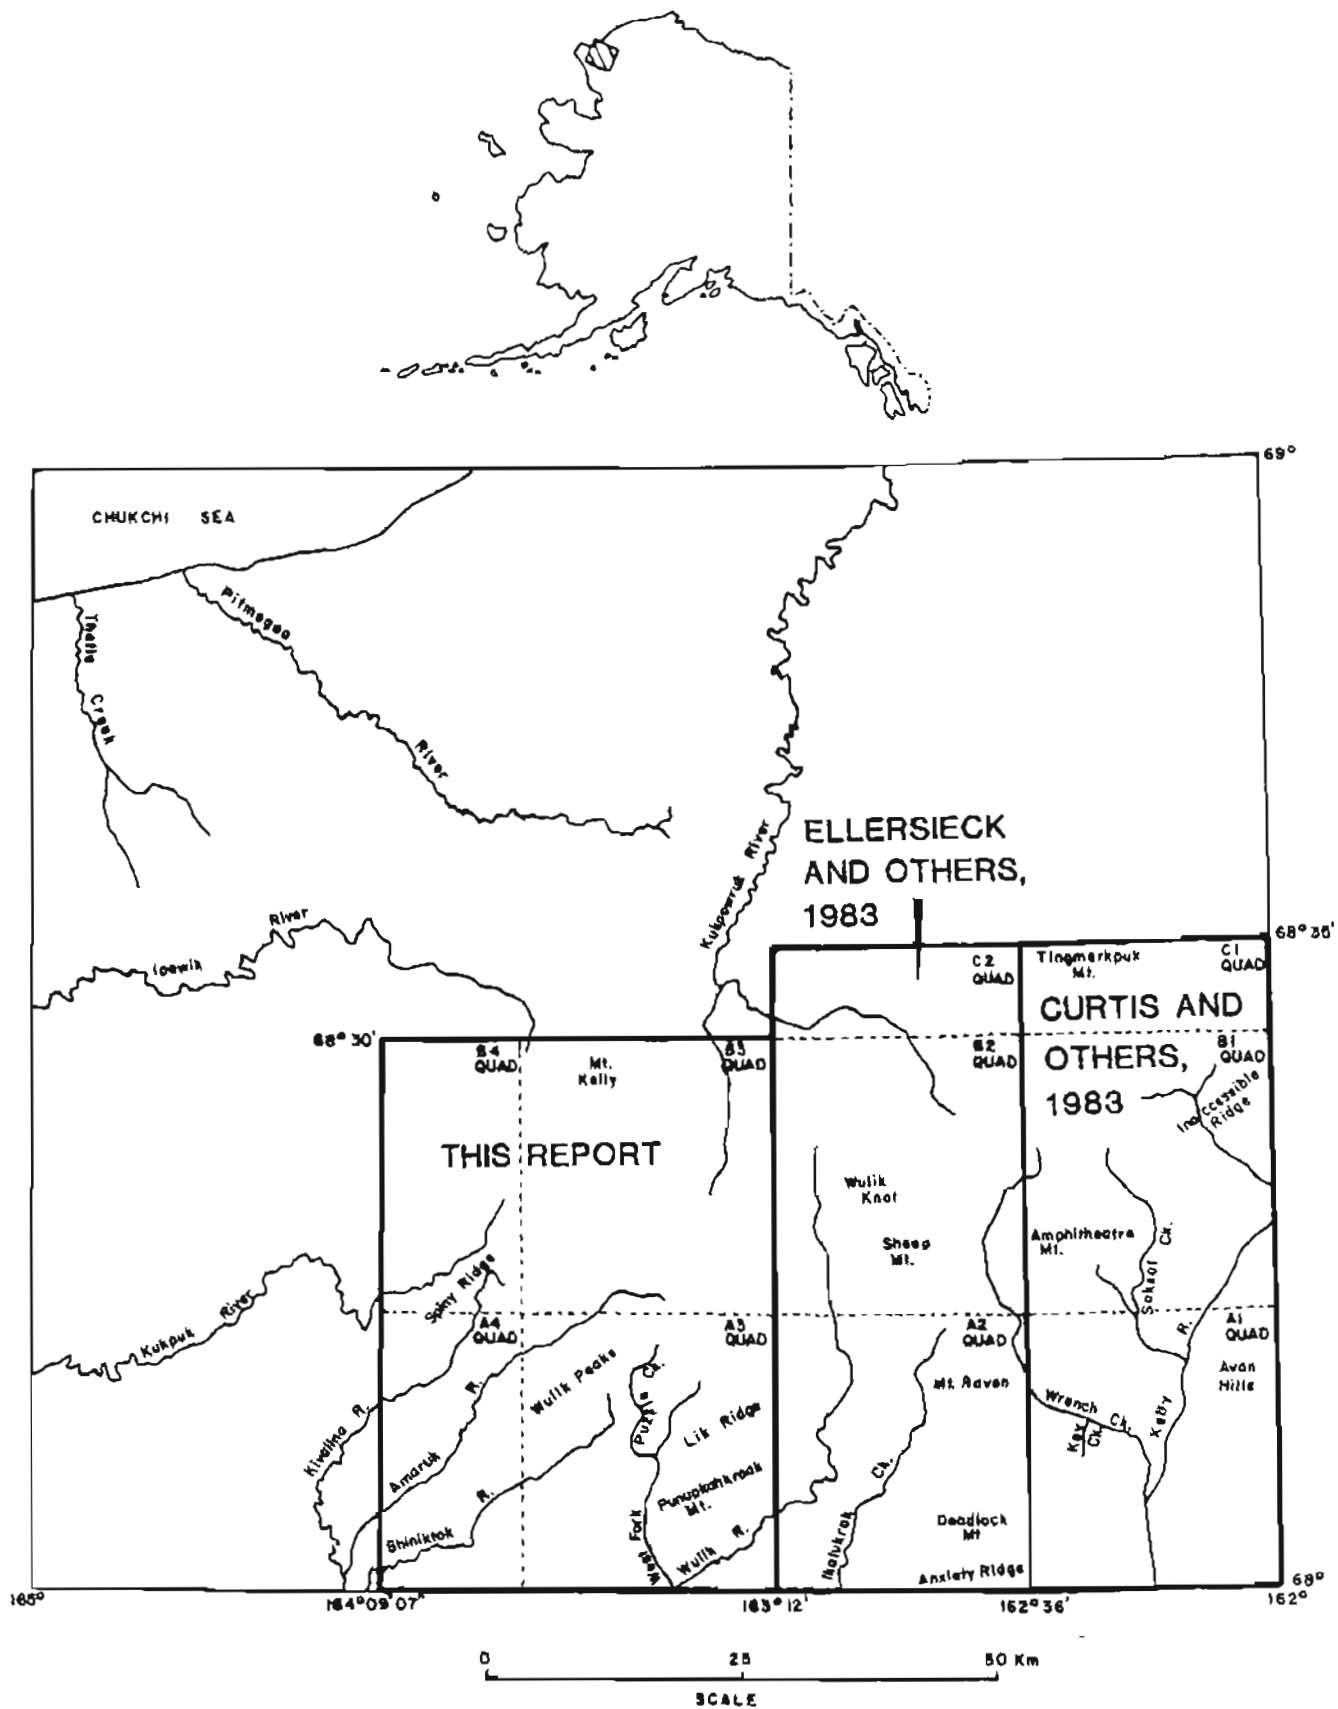 69°
CHUKCHI SEA
Pitmegea
River
Thetis
Creek
Kukpowruk River
ELLERSIECK
AND OTHERS,
1983
68° 35'
River
Ipewik
C2
QUAD
Tingmerkpuk
Mt.
C1
QUAD
CURTIS AND
OTHERS,
1983
68° 30'
B4
QUAD
Mt.
Kelly
B3
QUAD
B2
QUAD
B1
QUAD
Inaccessible
Ridge
THIS REPORT
Wulik
Knot
Sheep
Mt.
Amphitheatre
Mt.
Soksot Ck.
Spiny Ridge
Kukpuk River
A4
QUAD
A3
QUAD
A2
QUAD
A1
QUAD
Kelly R.
Avan
Hills
Wulik Peaks
Puzzle Ck.
Mt. Raven
Wrench Ck.
Key
Ck.
Kivalina R.
Amaruk R.
Lik Ridge
Punupkahkroak
Mt.
Ikalukrok Ck.
Deadlock
Mt
Shiniktok R.
West Fork
Wulik R.
Anxiety Ridge
68°
165°
164°09'07"
163°12'
162°36'
162°
0 25 50 Km
SCALE